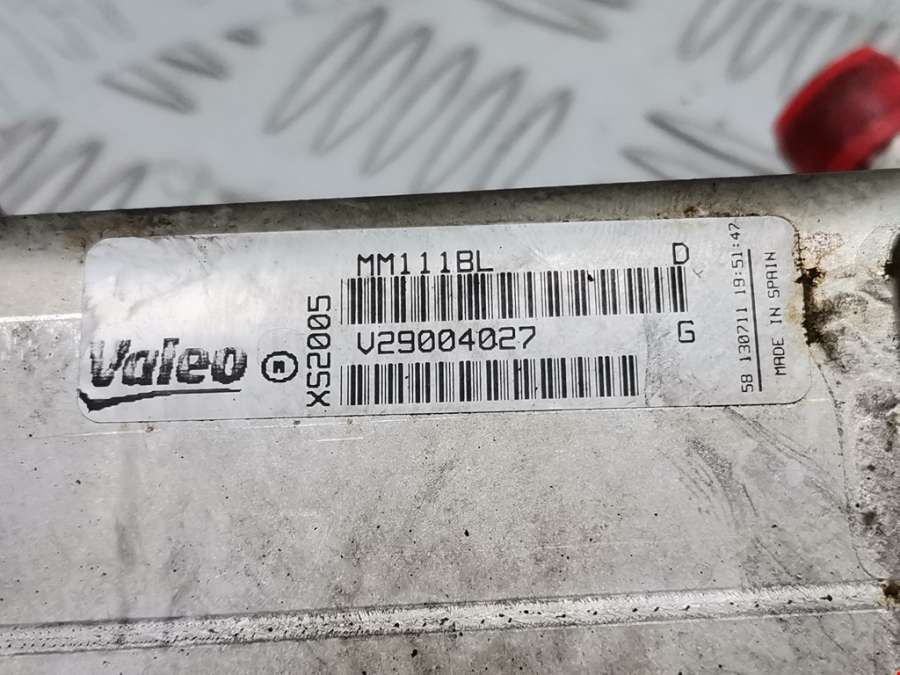 Valeo
M
XS2005
MM111BL D
V29004027 G
58 130711 19:51:47
MADE IN SPAIN